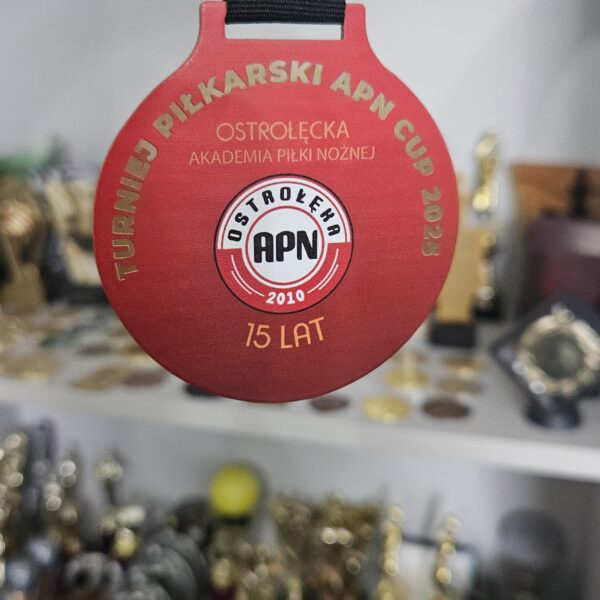 TURNIEJ PIŁKARSKI APN CUP 2025
OSTROŁĘCKA
AKADEMIA PIŁKI NOŻNEJ
OSTROŁĘKA
APN
2010
15 LAT